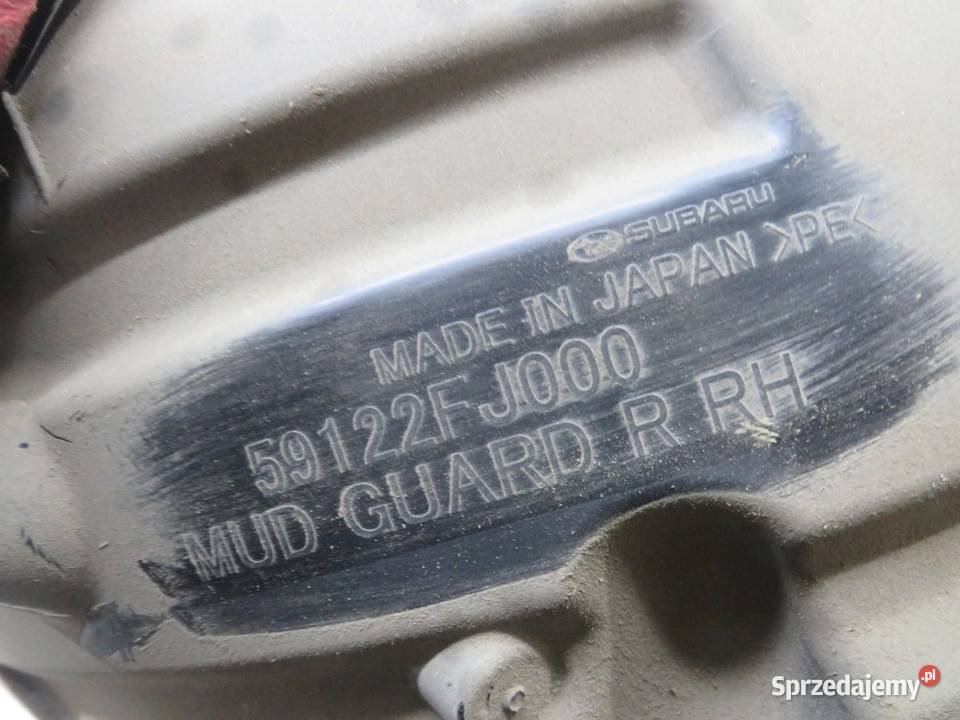 SUBARU
MADE IN JAPAN >PE<
59122FJ000
MUD GUARD R RH
Sprzedajemy.pl